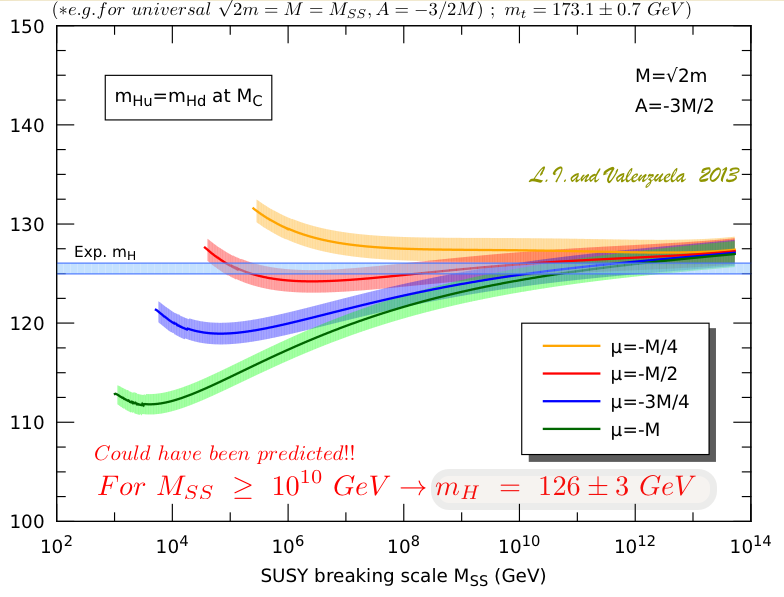 (*e.g.for universal √2m = M = M_SS, A = −3/2M) ; m_t = 173.1 ± 0.7 GeV)
150
140
130
120
110
100
m_Hu=m_Hd at M_C
M=√2m
A=-3M/2
L.I. and Valenzuela 2013
Exp. m_H
μ=-M/4
μ=-M/2
μ=-3M/4
μ=-M
Could have been predicted!!
For M_SS ≥ 10^10 GeV → m_H = 126 ± 3 GeV
10^2 10^4 10^6 10^8 10^10 10^12 10^14
SUSY breaking scale M_SS (GeV)